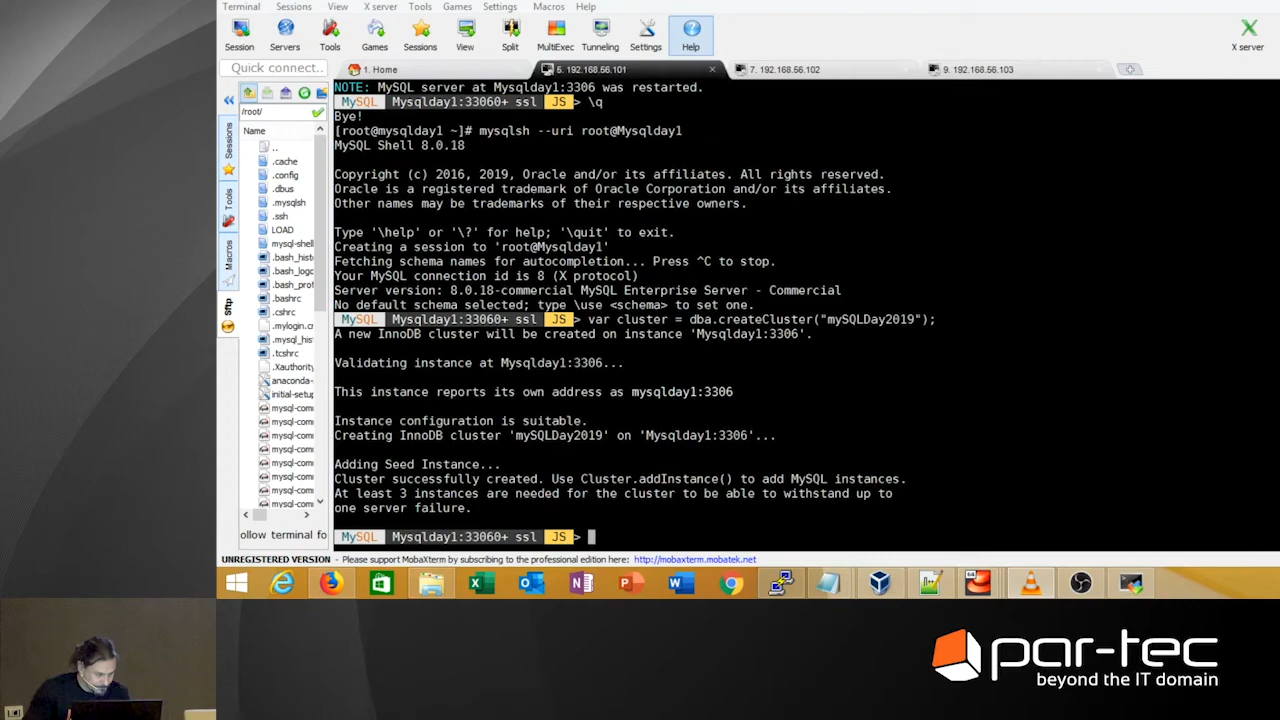 Terminal Sessions View X server Tools Games Settings Macros Help
Session Servers Tools Games Sessions View Split MultiExec Tunneling Settings Help X server
Quick connect...
1. Home
5. 192.168.56.101
7. 192.168.56.102
9. 192.168.56.103
/root/
Name
..
.cache
.config
.dbus
.mysqlsh
.ssh
LOAD
mysql-shell
.bash_hist
.bash_logo
.bash_prof
.bashrc
.cshrc
.mylogin.cn
.mysql_his
.tcshrc
.Xauthority
anaconda-
initial-setup
mysql-com
mysql-com
mysql-com
mysql-com
mysql-com
mysql-com
mysql-com
mysql-com
ollow terminal fo
Sessions
Tools
Macros
Sftp
NOTE: MySQL server at Mysqlday1:3306 was restarted.
MySQL Mysqlday1:33060+ ssl JS > \q
Bye!
[root@mysqlday1 ~]# mysqlsh --uri root@Mysqlday1
MySQL Shell 8.0.18
Copyright (c) 2016, 2019, Oracle and/or its affiliates. All rights reserved.
Oracle is a registered trademark of Oracle Corporation and/or its affiliates.
Other names may be trademarks of their respective owners.
Type '\help' or '\?' for help; '\quit' to exit.
Creating a session to 'root@Mysqlday1'
Fetching schema names for autocompletion... Press ^C to stop.
Your MySQL connection id is 8 (X protocol)
Server version: 8.0.18-commercial MySQL Enterprise Server - Commercial
No default schema selected; type \use <schema> to set one.
MySQL Mysqlday1:33060+ ssl JS > var cluster = dba.createCluster("mySQLDay2019");
A new InnoDB cluster will be created on instance 'Mysqlday1:3306'.
Validating instance at Mysqlday1:3306...
This instance reports its own address as mysqlday1:3306
Instance configuration is suitable.
Creating InnoDB cluster 'mySQLDay2019' on 'Mysqlday1:3306'...
Adding Seed Instance...
Cluster successfully created. Use Cluster.addInstance() to add MySQL instances.
At least 3 instances are needed for the cluster to be able to withstand up to
one server failure.
MySQL Mysqlday1:33060+ ssl JS >
UNREGISTERED VERSION - Please support MobaXterm by subscribing to the professional edition here: http://mobaxterm.mobatek.net
par-tec
beyond the IT domain